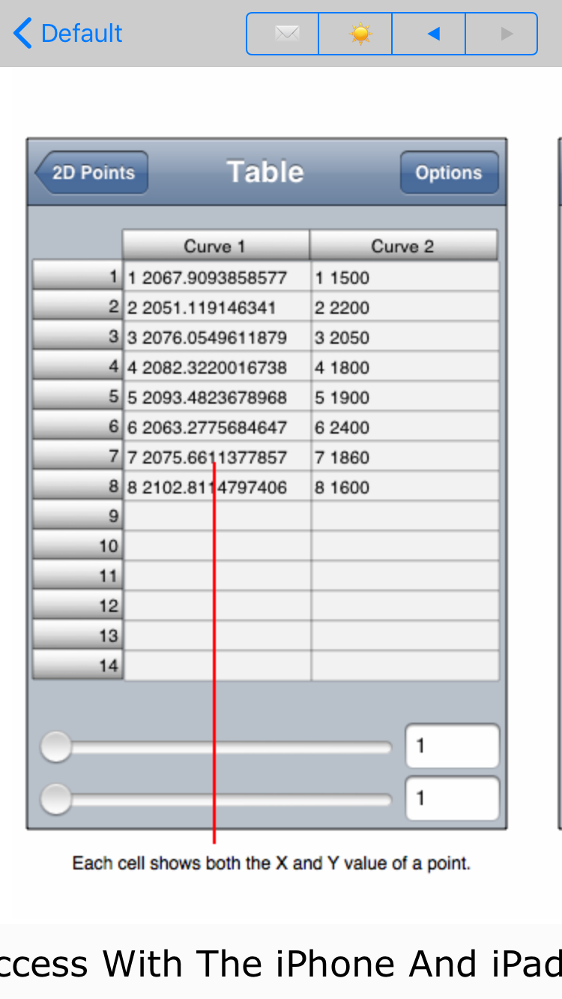 Default
2D Points Table Options
Curve 1 Curve 2
1 1 2067.9093858577 1 1500
2 2 2051.119146341 2 2200
3 3 2076.0549611879 3 2050
4 4 2082.3220016738 4 1800
5 5 2093.4823678968 5 1900
6 6 2063.2775684647 6 2400
7 7 2075.6611377857 7 1860
8 8 2102.8114797406 8 1600
9
10
11
12
13
14
1
1
Each cell shows both the X and Y value of a point.
ccess With The iPhone And iPad